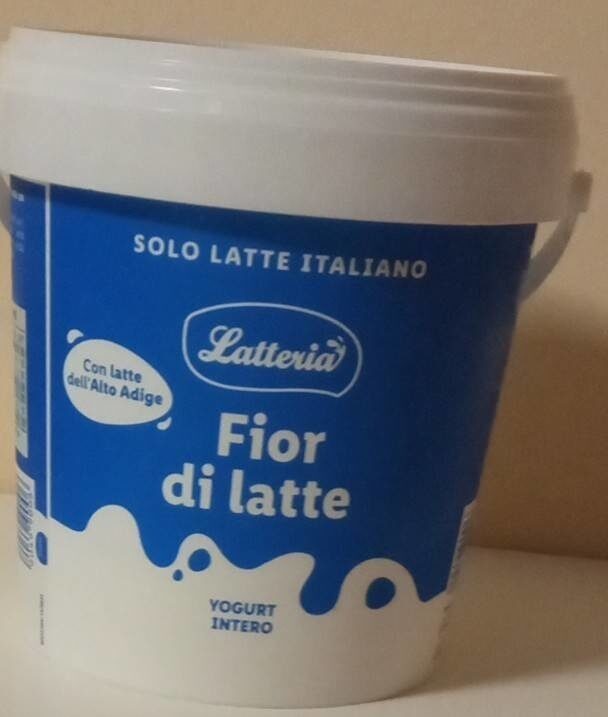 SOLO LATTE ITALIANO
Latteria
Con latte
dell'Alto Adige
Fior
di latte
YOGURT
INTERO